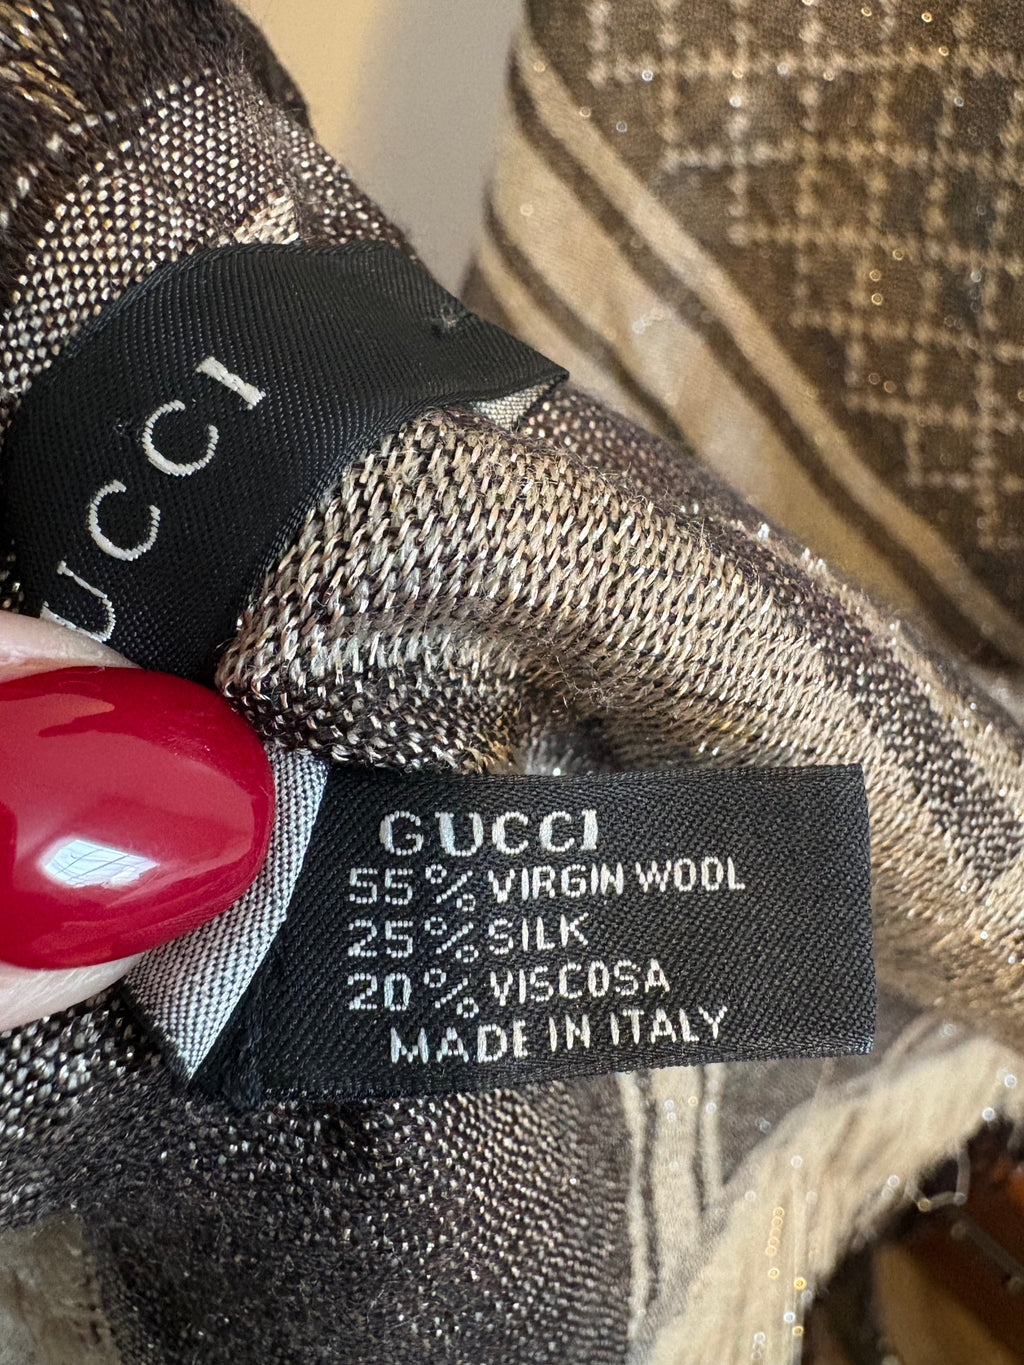 UCCI
GUCCI
55% VIRGIN WOOL
25% SILK
20% VISCOSA
MADE IN ITALY